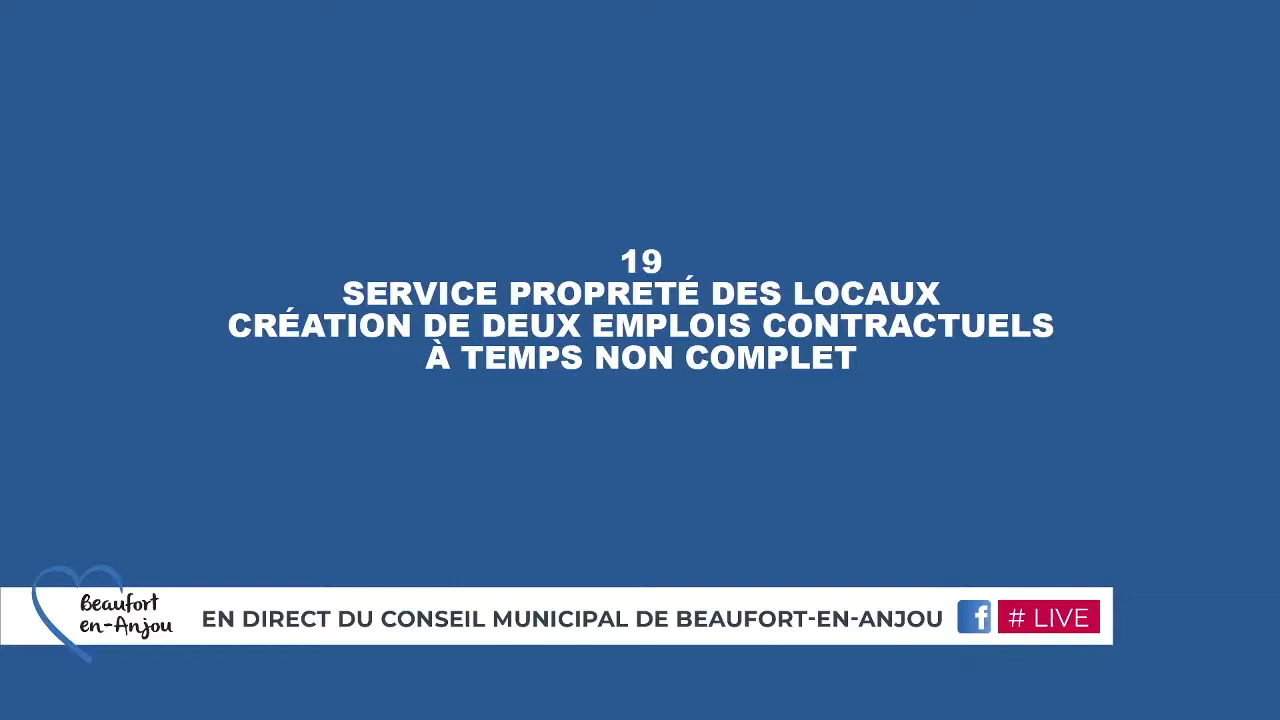 19
SERVICE PROPRETÉ DES LOCAUX
CRÉATION DE DEUX EMPLOIS CONTRACTUELS
À TEMPS NON COMPLET
Beaufort
en-Anjou
EN DIRECT DU CONSEIL MUNICIPAL DE BEAUFORT-EN-ANJOU f # LIVE